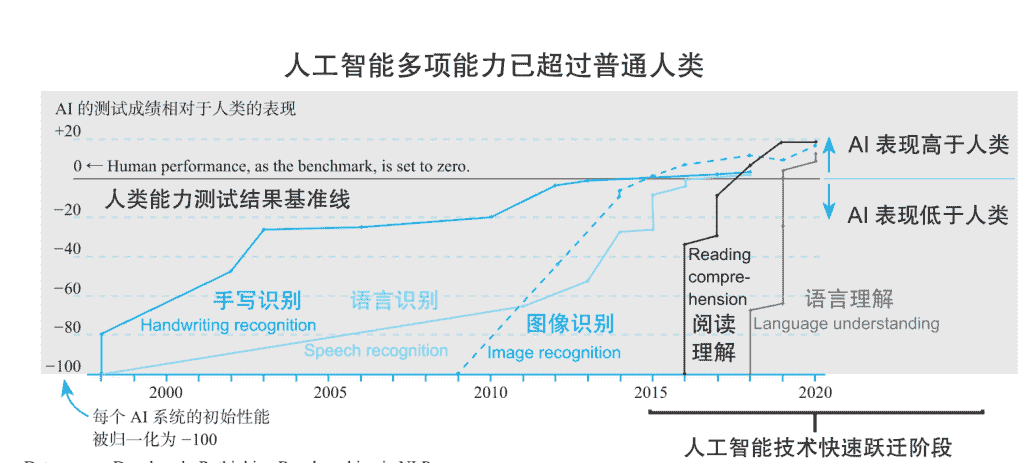 人工智能多项能力已超过普通人类
AI 的测试成绩相对于人类的表现
+20
0 ← Human performance, as the benchmark, is set to zero.
AI 表现高于人类
人类能力测试结果基准线
−20
AI 表现低于人类
−40
Reading
compre-
hension
−60
手写识别
语言识别
语言理解
Handwriting recognition
图像识别
阅读
理解
Language understanding
−80
Speech recognition
Image recognition
−100
2000
2005
2010
2015
2020
每个 AI 系统的初始性能
被归一化为 −100
人工智能技术快速跃迁阶段